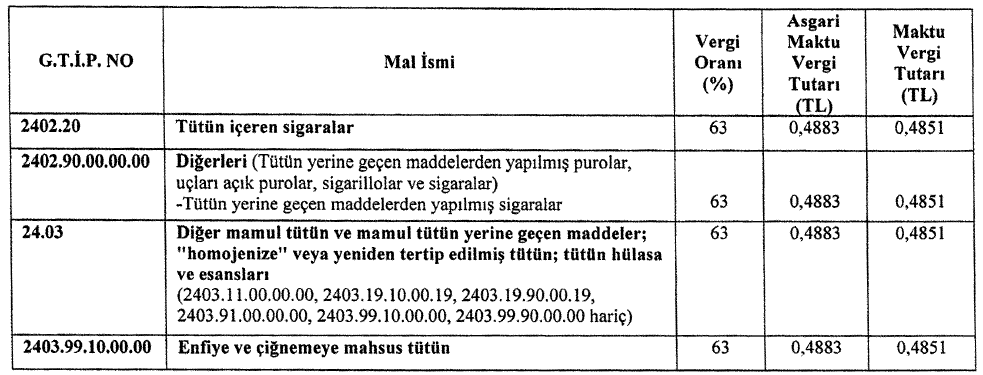 G.T.İ.P. NO
Mal İsmi
Vergi
Oranı
(%)
Asgari
Maktu
Vergi
Tutarı
(TL)
Maktu
Vergi
Tutarı
(TL)
2402.20 Tütün içeren sigaralar 63 0,4883 0,4851
2402.90.00.00.00 Diğerleri (Tütün yerine geçen maddelerden yapılmış purolar,
uçları açık purolar, sigarillolar ve sigaralar)
-Tütün yerine geçen maddelerden yapılmış sigaralar 63 0,4883 0,4851
24.03 Diğer mamul tütün ve mamul tütün yerine geçen maddeler; 63 0,4883 0,4851
"homojenize" veya yeniden tertip edilmiş tütün; tütün hülasa
ve esansları
(2403.11.00.00.00, 2403.19.10.00.19, 2403.19.90.00.19,
2403.91.00.00.00, 2403.99.10.00.00, 2403.99.90.00.00 hariç)
2403.99.10.00.00 Enfiye ve çiğnemeye mahsus tütün 63 0,4883 0,4851